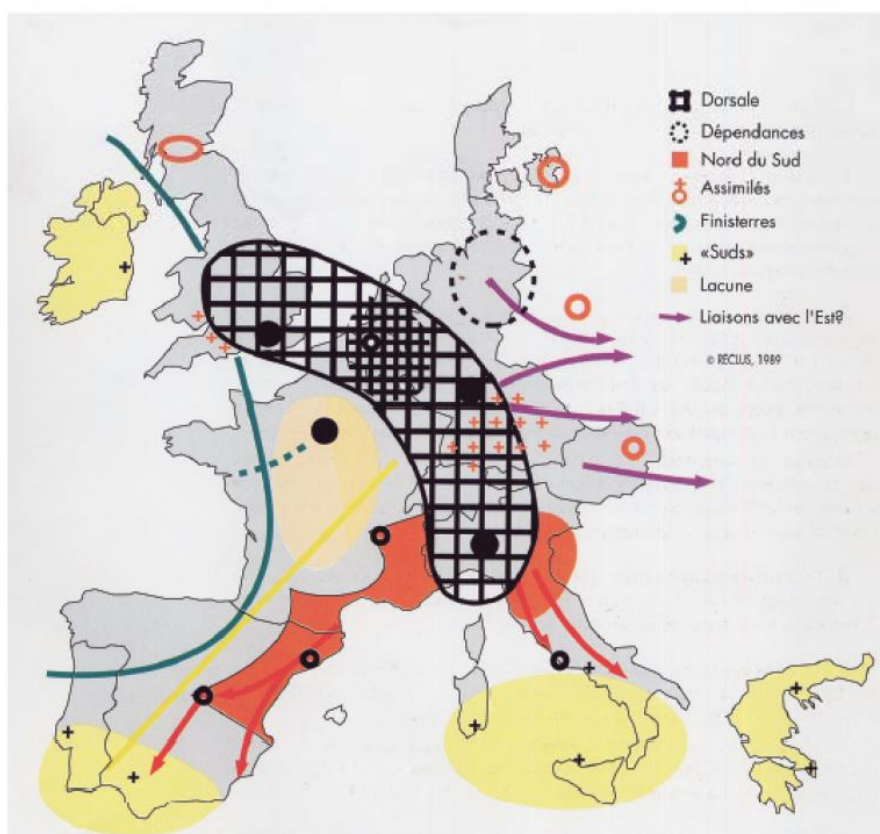 Dorsale
Dépendances
Nord du Sud
Assimilés
Finisterres
«Suds»
Lacune
Liaisons avec l'Est?
© RECLUS, 1989